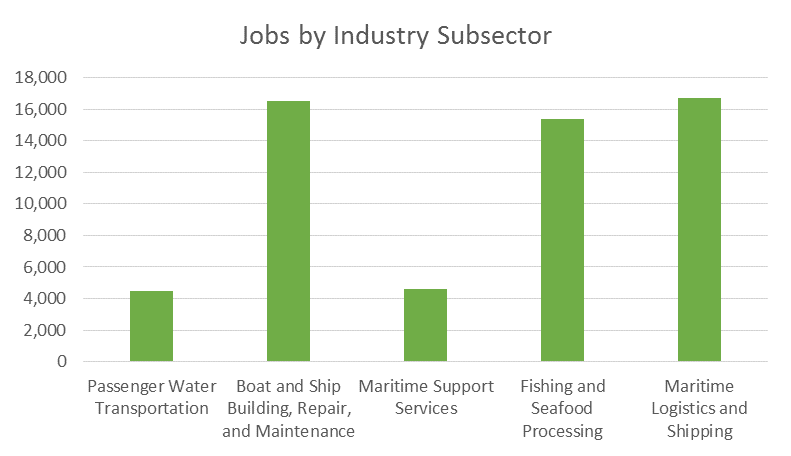 Jobs by Industry Subsector
18,000
16,000
14,000
12,000
10,000
8,000
6,000
4,000
2,000
0
Passenger Water
Transportation
Boat and Ship
Building, Repair,
and Maintenance
Maritime Support
Services
Fishing and
Seafood
Processing
Maritime
Logistics and
Shipping